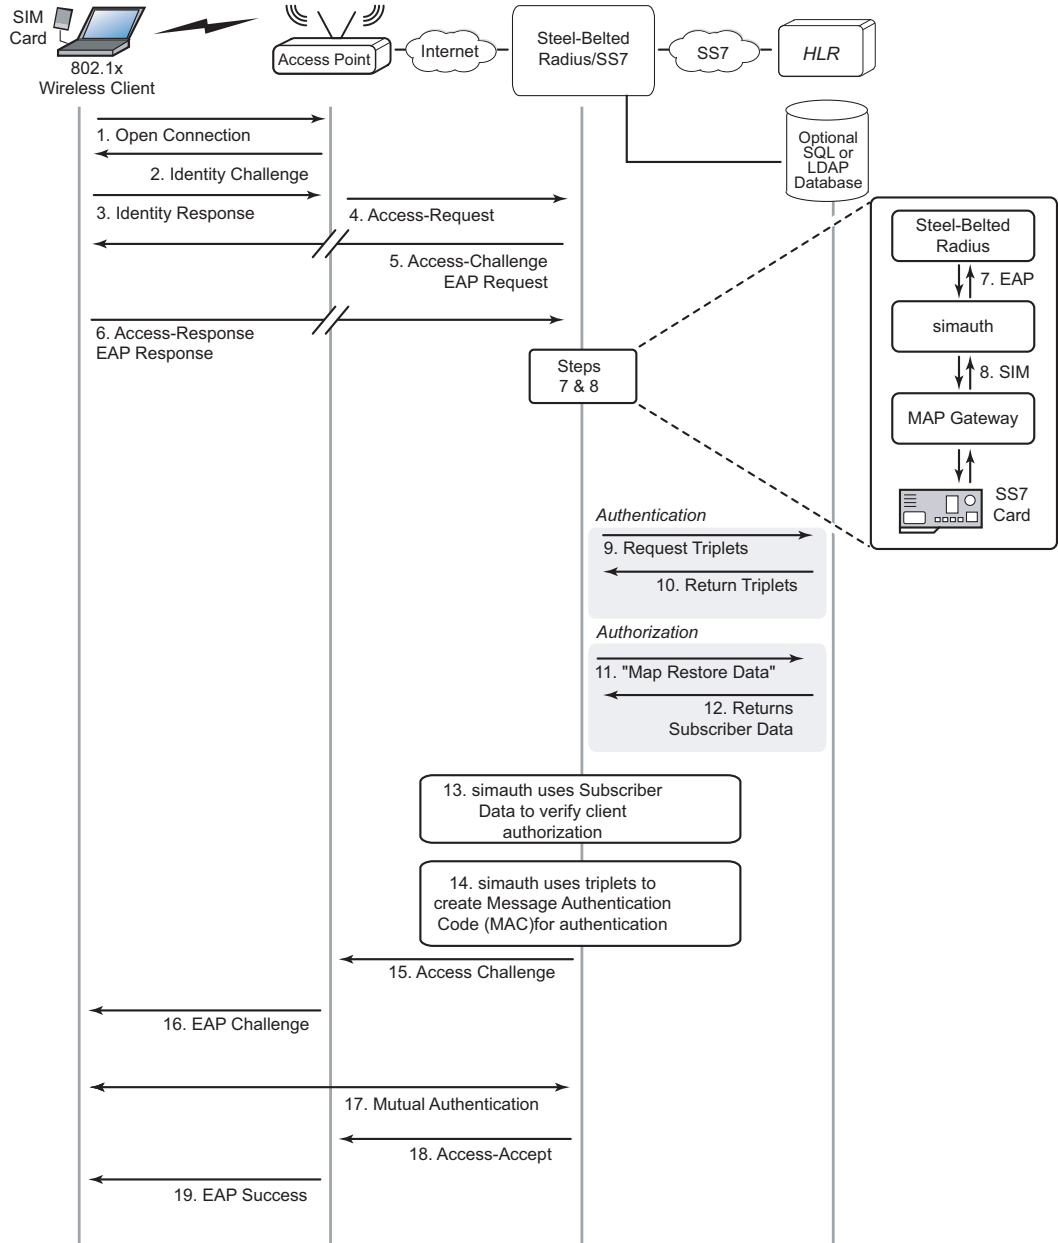 SIM
Card
802.1x
Wireless Client
Access Point
Internet
Steel-Belted
Radius/SS7
SS7
HLR
Optional
SQL or
LDAP
Database
1. Open Connection
2. Identity Challenge
3. Identity Response
4. Access-Request
5. Access-Challenge
EAP Request
6. Access-Response
EAP Response
Steps
7 & 8
Steel-Belted
Radius
7. EAP
simauth
8. SIM
MAP Gateway
SS7
Card
Authentication
9. Request Triplets
10. Return Triplets
Authorization
11. "Map Restore Data"
12. Returns
Subscriber Data
13. simauth uses Subscriber
Data to verify client
authorization
14. simauth uses triplets to
create Message Authentication
Code (MAC)for authentication
15. Access Challenge
16. EAP Challenge
17. Mutual Authentication
18. Access-Accept
19. EAP Success